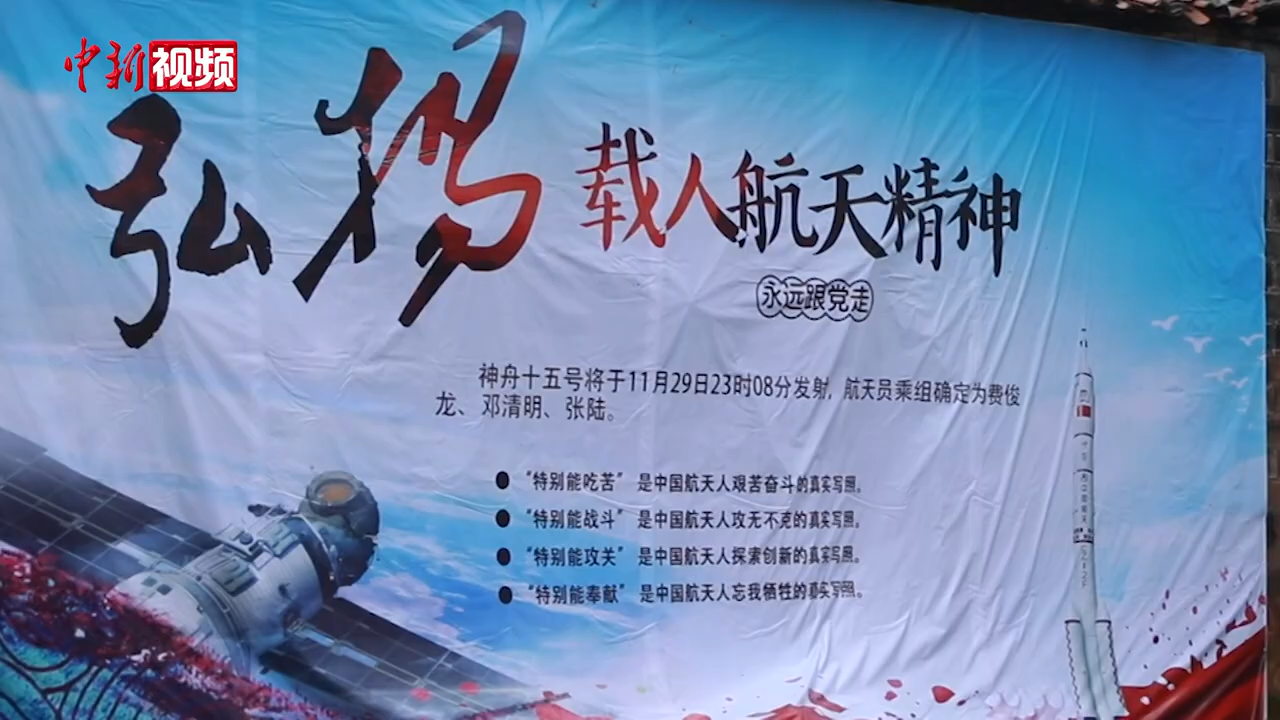 中新视频
弘扬
载人航天精神
永远跟党走
神舟十五号将于11月29日23时08分发射，航天员乘组确定为费俊
龙、邓清明、张陆。
“特别能吃苦” 是中国航天人艰苦奋斗的真实写照。
“特别能战斗” 是中国航天人攻无不克的真实写照。
“特别能攻关” 是中国航天人探索创新的真实写照。
“特别能奉献” 是中国航天人忘我牺牲的真实写照。